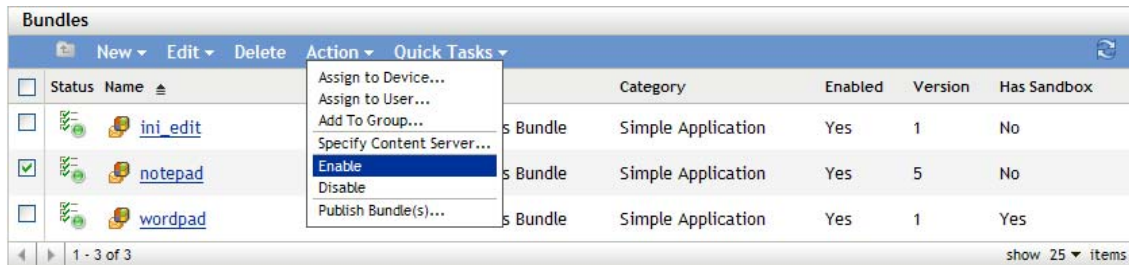 Bundles
New Edit Delete Action Quick Tasks
Status Name Category Enabled Version Has Sandbox
Assign to Device...
Assign to User...
Add To Group...
Specify Content Server...
Enable
Disable
Publish Bundle(s)...
ini_edit s Bundle Simple Application Yes 1 No
notepad s Bundle Simple Application Yes 5 No
wordpad s Bundle Simple Application Yes 1 Yes
1 - 3 of 3 show 25 items